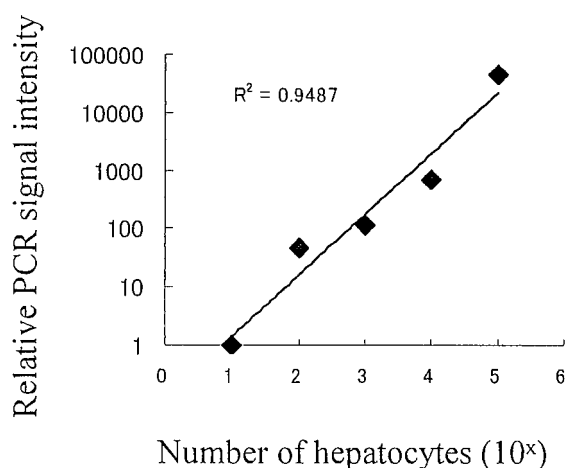 Relative PCR signal intensity
100000
10000
1000
100
10
1
R² = 0.9487
0 1 2 3 4 5 6
Number of hepatocytes (10ˣ)